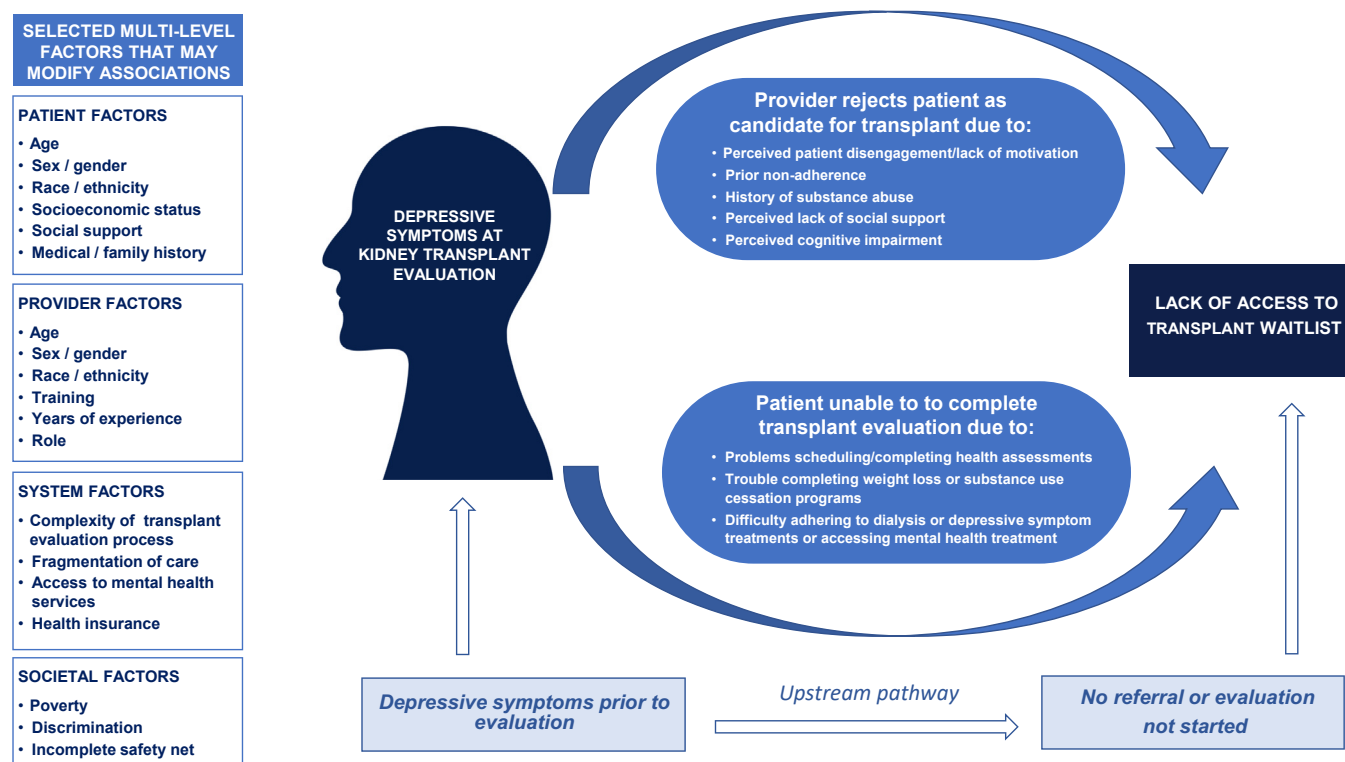 SELECTED MULTI-LEVEL
FACTORS THAT MAY
MODIFY ASSOCIATIONS
PATIENT FACTORS
• Age
• Sex / gender
• Race / ethnicity
• Socioeconomic status
• Social support
• Medical / family history
PROVIDER FACTORS
• Age
• Sex / gender
• Race / ethnicity
• Training
• Years of experience
• Role
SYSTEM FACTORS
• Complexity of transplant
evaluation process
• Fragmentation of care
• Access to mental health
services
• Health insurance
SOCIETAL FACTORS
• Poverty
• Discrimination
• Incomplete safety net
DEPRESSIVE
SYMPTOMS AT
KIDNEY TRANSPLANT
EVALUATION
Provider rejects patient as
candidate for transplant due to:
• Perceived patient disengagement/lack of motivation
• Prior non-adherence
• History of substance abuse
• Perceived lack of social support
• Perceived cognitive impairment
Patient unable to to complete
transplant evaluation due to:
• Problems scheduling/completing health assessments
• Trouble completing weight loss or substance use
cessation programs
• Difficulty adhering to dialysis or depressive symptom
treatments or accessing mental health treatment
LACK OF ACCESS TO
TRANSPLANT WAITLIST
Depressive symptoms prior to
evaluation
Upstream pathway
No referral or evaluation
not started